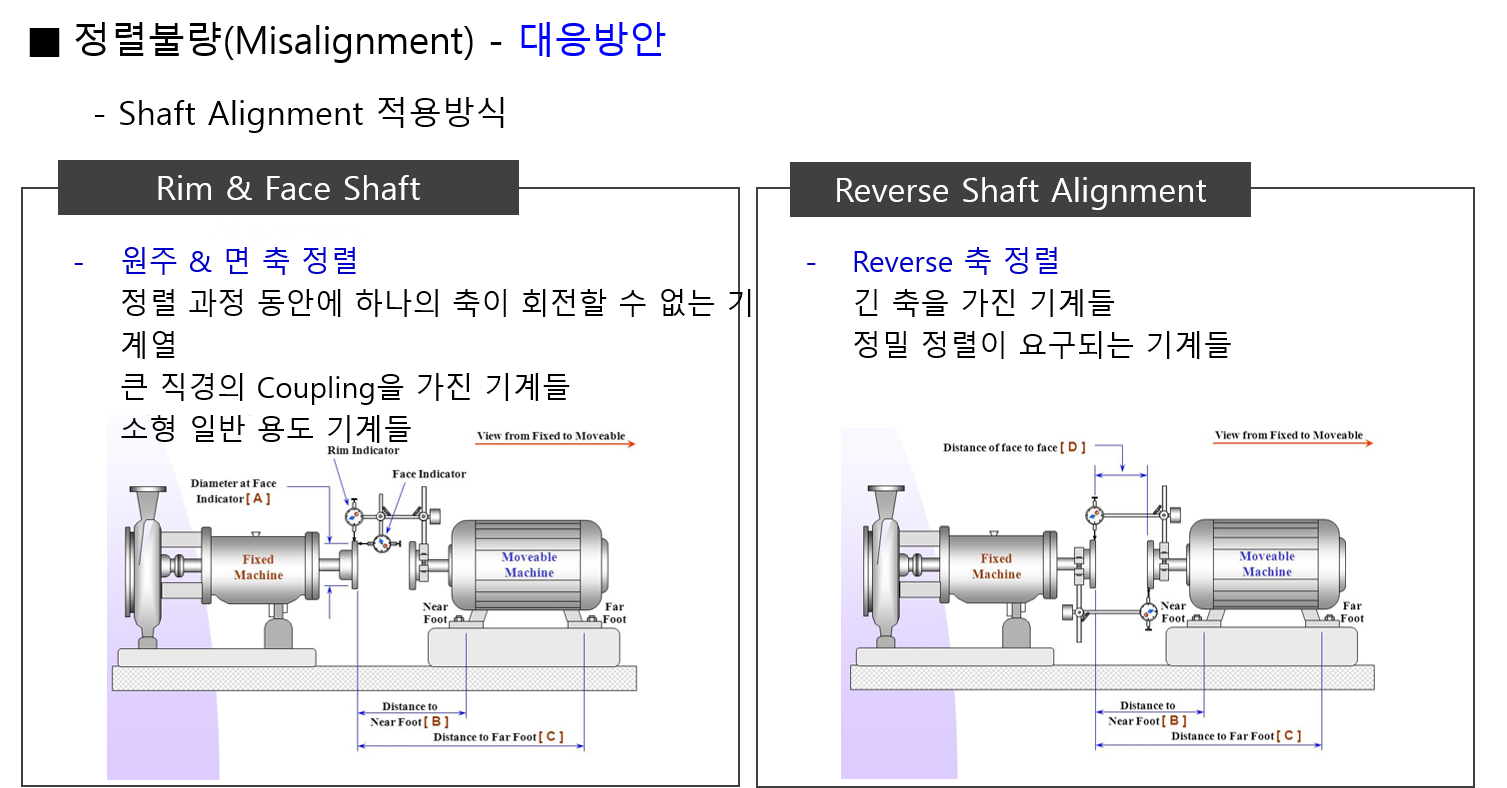 ■ 정렬불량(Misalignment) - 대응방안
- Shaft Alignment 적용방식
Rim & Face Shaft
- 원주 & 면 축 정렬
정렬 과정 동안에 하나의 축이 회전할 수 없는 기
계열
큰 직경의 Coupling을 가진 기계들
소형 일반 용도 기계들
View from Fixed to Moveable
Rim Indicator
Face Indicator
Diameter at Face
Indicator [ A ]
Fixed
Machine
Moveable
Machine
Near
Foot
Far
Foot
Distance to
Near Foot [ B ]
Distance to Far Foot [ C ]
Reverse Shaft Alignment
- Reverse 축 정렬
긴 축을 가진 기계들
정밀 정렬이 요구되는 기계들
View from Fixed to Moveable
Distance of face to face [ D ]
Fixed
Machine
Moveable
Machine
Near
Foot
Far
Foot
Distance to
Near Foot [ B ]
Distance to Far Foot [ C ]